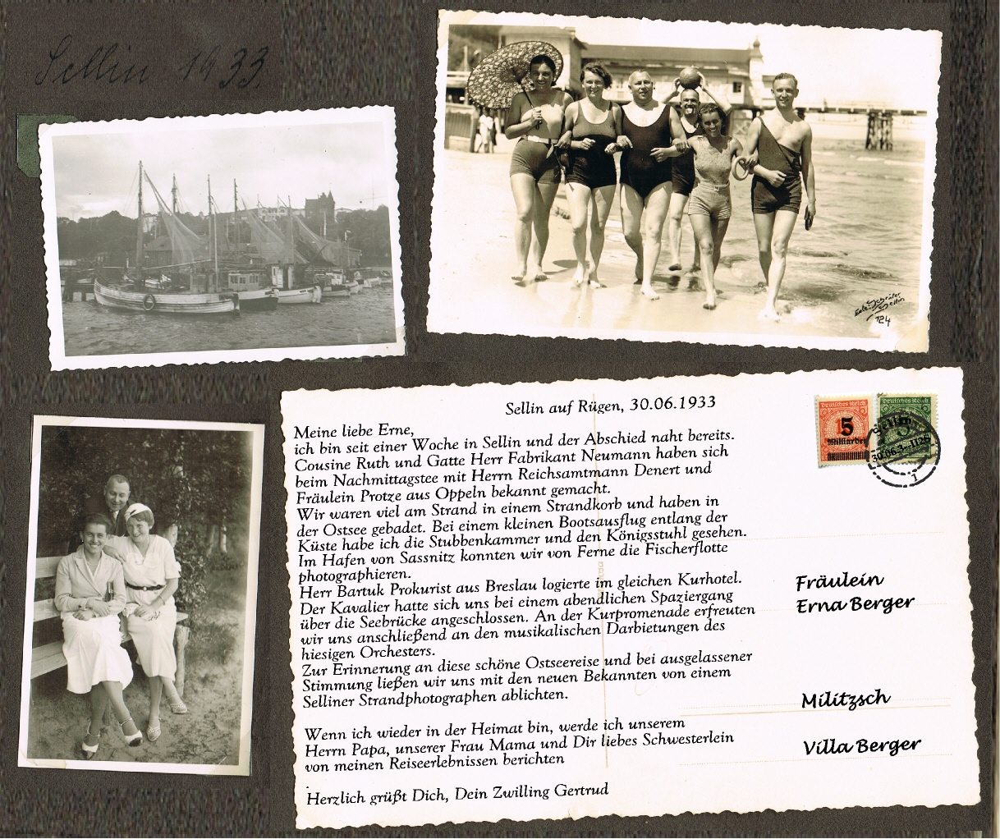 Sellin 1933.
Sellin
124
Sellin auf Rügen, 30.06.1933
Meine liebe Erne,
ich bin seit einer Woche in Sellin und der Abschied naht bereits.
Cousine Ruth und Gatte Herr Fabrikant Neumann haben sich
beim Nachmittagstee mit Herrn Reichsamtmann Denert und
Fräulein Protze aus Oppeln bekannt gemacht.
Wir waren viel am Strand in einem Strandkorb und haben in
der Ostsee gebadet. Bei einem kleinen Bootsausflug entlang der
Küste habe ich die Stubbenkammer und den Königsstuhl gesehen.
Im Hafen von Sassnitz konnten wir von Ferne die Fischerflotte
photographieren.
Herr Bartuk Prokurist aus Breslau logierte im gleichen Kurhotel.
Der Kavalier hatte sich uns bei einem abendlichen Spaziergang
über die Seebrücke angeschlossen. An der Kurpromenade erfreuten
wir uns anschließend an den musikalischen Darbietungen des
hiesigen Orchesters.
Zur Erinnerung an diese schöne Ostseereise und bei ausgelassener
Stimmung ließen wir uns mit den neuen Bekannten von einem
Selliner Strandphotographen ablichten.
Wenn ich wieder in der Heimat bin, werde ich unserem
Herrn Papa, unserer Frau Mama und Dir liebes Schwesterlein
von meinen Reiseerlebnissen berichten
.
Herzlich grüßt Dich, Dein Zwilling Gertrud
Deutsches Reich
5
Milliarden
Deutsches Reich
Sellin
1
Fräulein
Erna Berger
Militzsch
Villa Berger